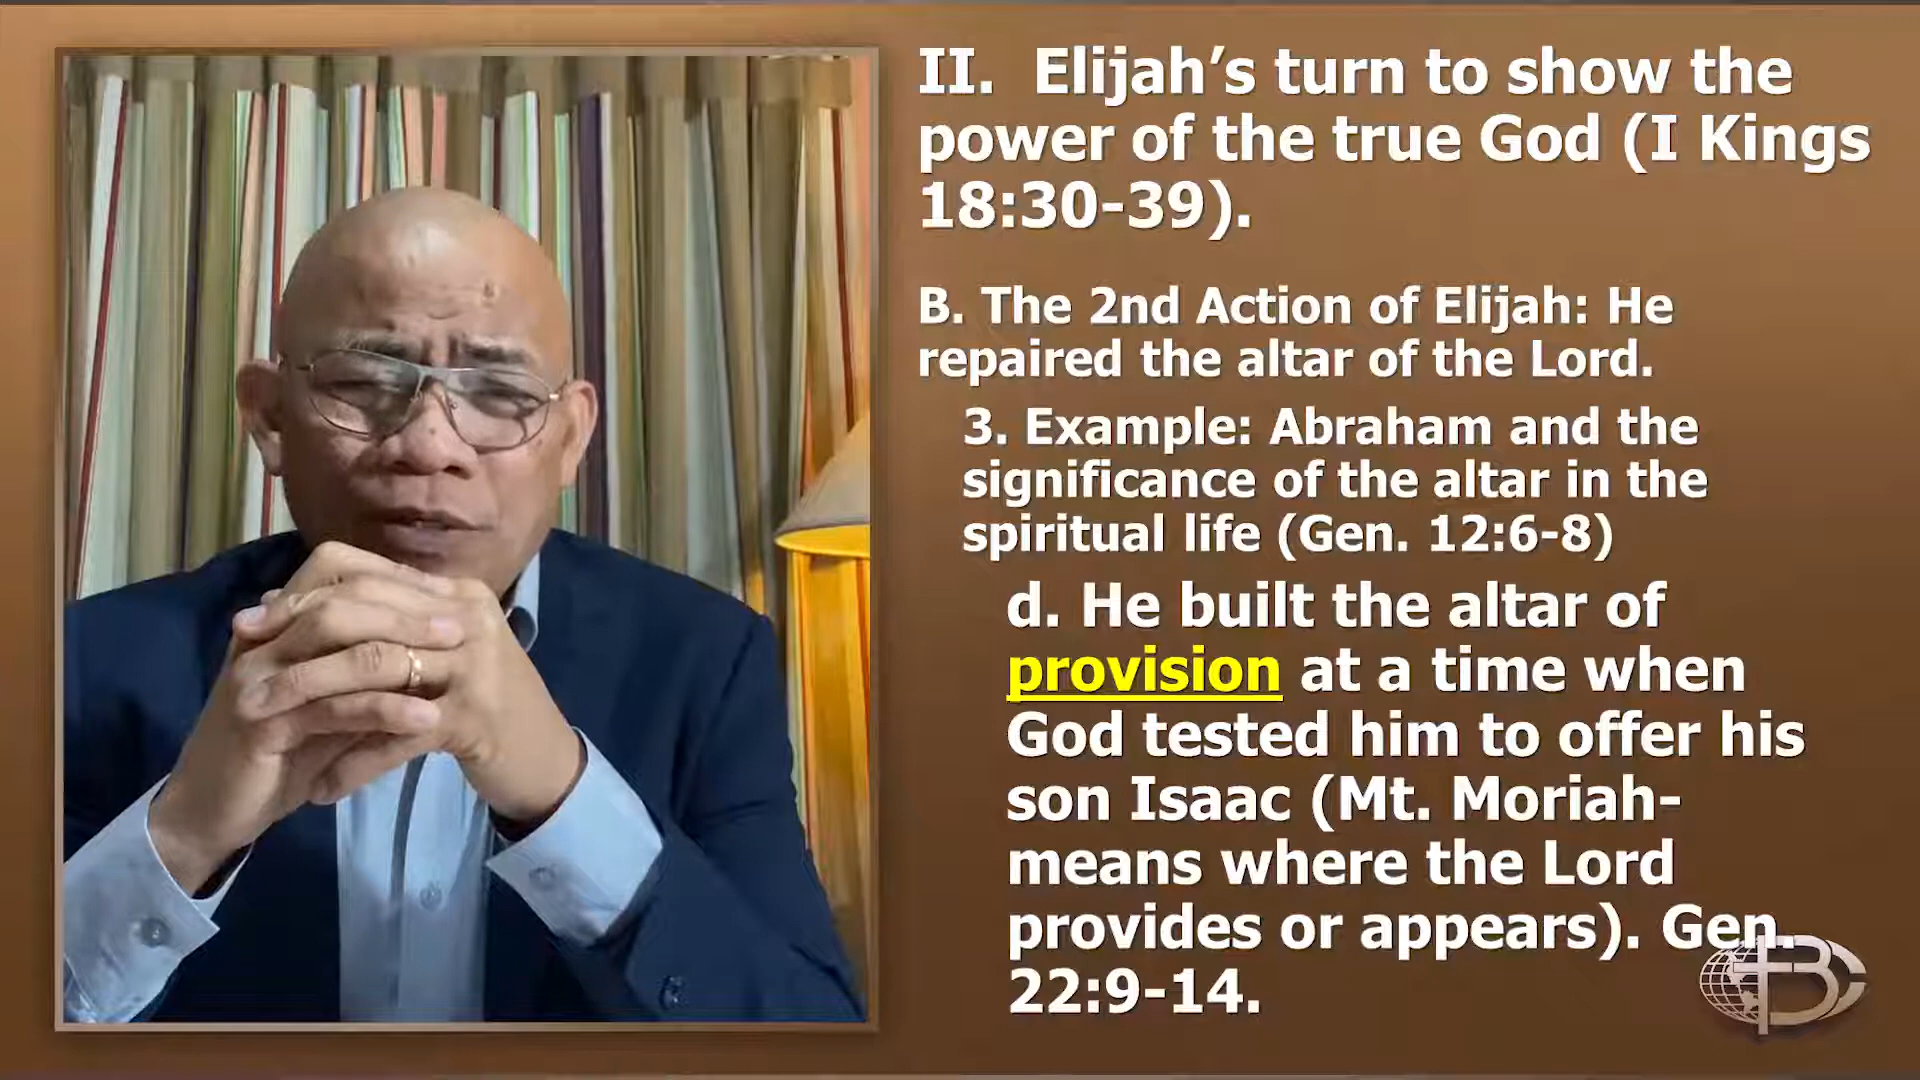 II.  Elijah’s turn to show the
power of the true God (I Kings
18:30-39).
B. The 2nd Action of Elijah: He
repaired the altar of the Lord.
3. Example: Abraham and the
significance of the altar in the
spiritual life (Gen. 12:6-8)
d. He built the altar of
provision at a time when
God tested him to offer his
son Isaac (Mt. Moriah-
means where the Lord
provides or appears). Gen.
22:9-14.